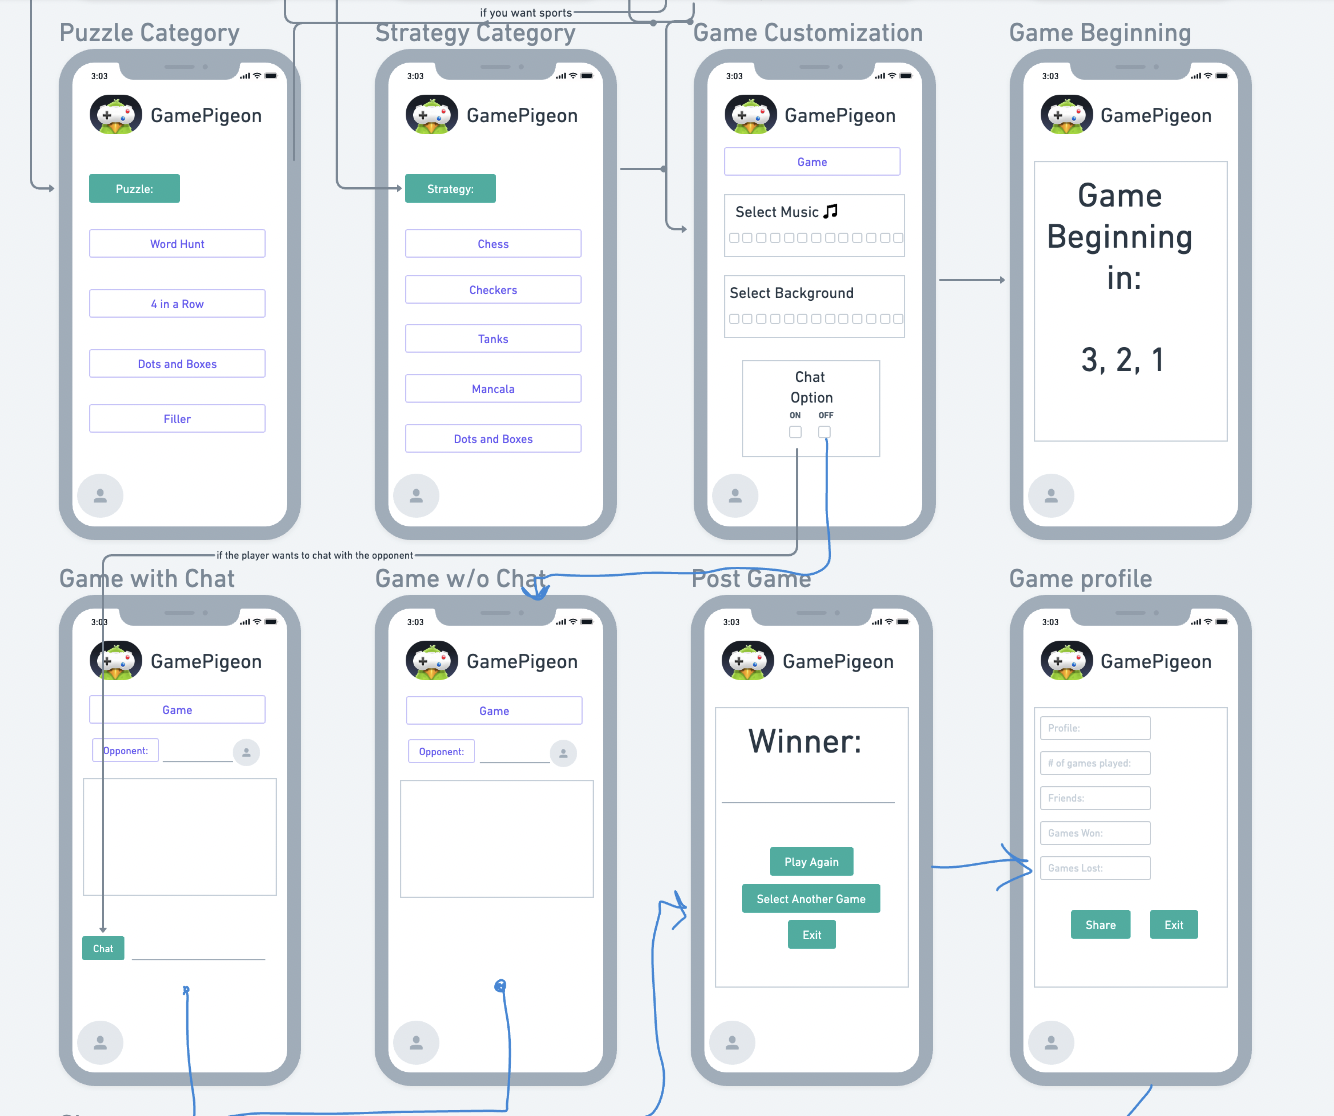 if you want sports
Puzzle Category
3:03
GamePigeon
Puzzle:
Word Hunt
4 in a Row
Dots and Boxes
Filler
Strategy Category
3:03
GamePigeon
Strategy:
Chess
Checkers
Tanks
Mancala
Dots and Boxes
Game Customization
3:03
GamePigeon
Game
Select Music
Select Background
Chat
Option
ON OFF
Game Beginning
3:03
GamePigeon
Game
Beginning
in:
3, 2, 1
if the player wants to chat with the opponent
Game with Chat
3:03
GamePigeon
Game
Opponent:
Chat
Game w/o Chat
3:03
GamePigeon
Game
Opponent:
Post Game
3:03
GamePigeon
Winner:
Play Again
Select Another Game
Exit
Game profile
3:03
GamePigeon
Profile:
# of games played:
Friends:
Games Won:
Games Lost:
Share Exit